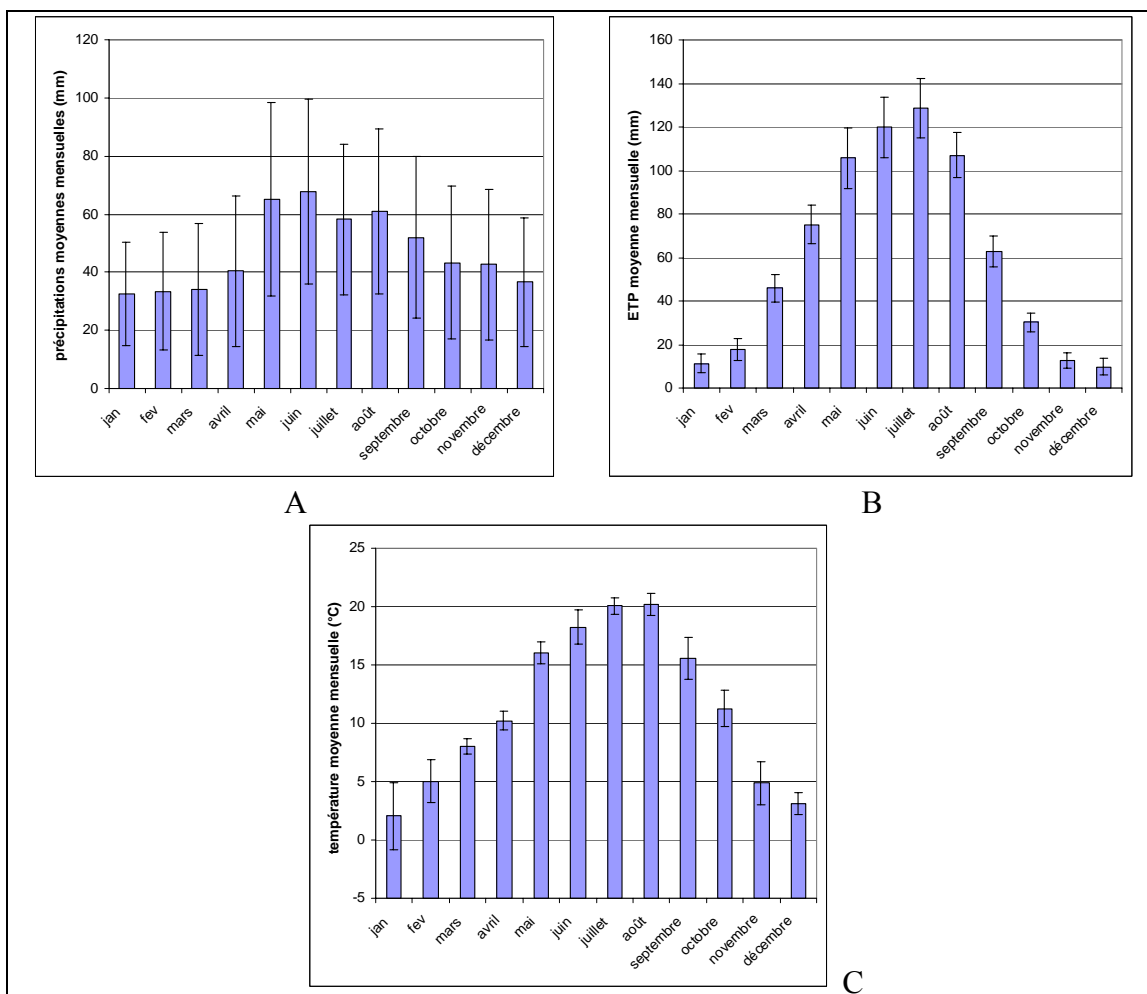 précipitations moyennes mensuelles (mm)
120
100
80
60
40
20
0
jan
fev
mars
avril
mai
juin
juillet
août
septembre
octobre
novembre
décembre
A
ETP moyenne mensuelle (mm)
160
140
120
100
80
60
40
20
0
jan
fev
mars
avril
mai
juin
juillet
août
septembre
octobre
novembre
décembre
B
température moyenne mensuelle (°C)
25
20
15
10
5
0
-5
jan
fev
mars
avril
mai
juin
juillet
août
septembre
octobre
novembre
décembre
C